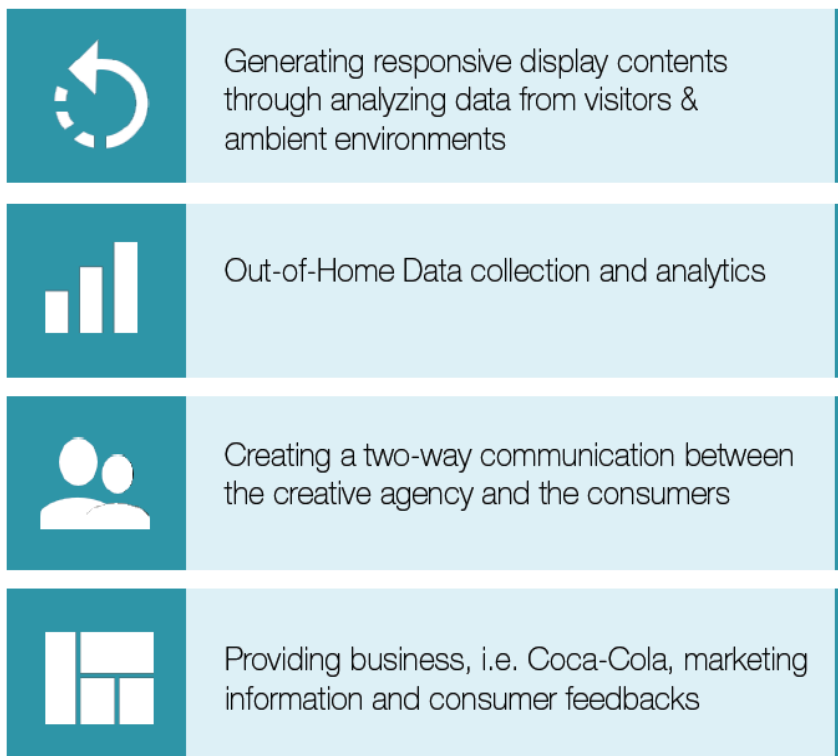 Generating responsive display contents
through analyzing data from visitors &
ambient environments
Out-of-Home Data collection and analytics
Creating a two-way communication between
the creative agency and the consumers
Providing business, i.e. Coca-Cola, marketing
information and consumer feedbacks